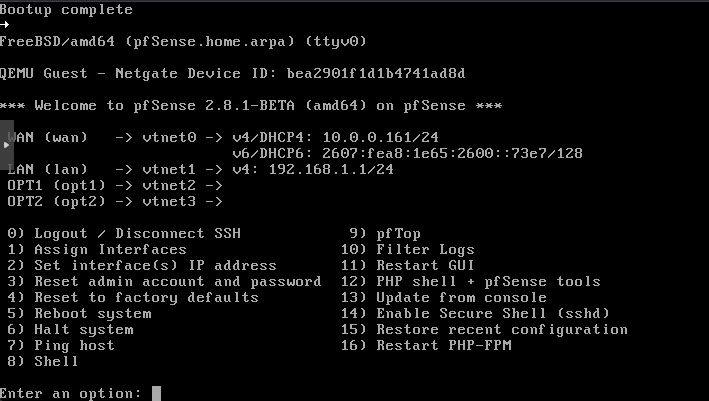 Bootup complete
FreeBSD/amd64 (pfSense.home.arpa) (ttyv0)
QEMU Guest - Netgate Device ID: bea2901f1d1b4741ad8d
*** Welcome to pfSense 2.8.1-BETA (amd64) on pfSense ***
WAN (wan)    -> vtnet0 -> v4/DHCP4: 10.0.0.161/24
v6/DHCP6: 2607:fea8:1e65:2600::73e7/128
LAN (lan)    -> vtnet1 -> v4: 192.168.1.1/24
OPT1 (opt1) -> vtnet2 ->
OPT2 (opt2) -> vtnet3 ->
0) Logout / Disconnect SSH            9) pfTop
1) Assign Interfaces                 10) Filter Logs
2) Set interface(s) IP address       11) Restart GUI
3) Reset admin account and password  12) PHP shell + pfSense tools
4) Reset to factory defaults         13) Update from console
5) Reboot system                     14) Enable Secure Shell (sshd)
6) Halt system                       15) Restore recent configuration
7) Ping host                         16) Restart PHP-FPM
8) Shell
Enter an option: